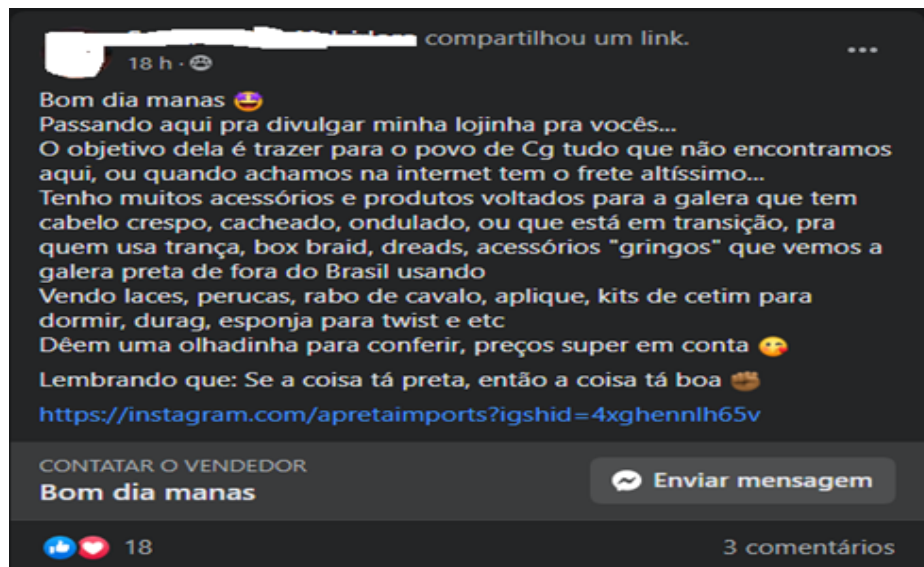 compartilhou um link.
18 h ·
Bom dia manas 🤩
Passando aqui pra divulgar minha lojinha pra vocês...
O objetivo dela é trazer para o povo de Cg tudo que não encontramos
aqui, ou quando achamos na internet tem o frete altíssimo...
Tenho muitos acessórios e produtos voltados para a galera que tem
cabelo crespo, cacheado, ondulado, ou que está em transição, pra
quem usa trança, box braid, dreads, acessórios "gringos" que vemos a
galera preta de fora do Brasil usando
Vendo laces, perucas, rabo de cavalo, aplique, kits de cetim para
dormir, durag, esponja para twist e etc
Dêem uma olhadinha para conferir, preços super em conta 😘
Lembrando que: Se a coisa tá preta, então a coisa tá boa ✊🏾
https://instagram.com/apretaimports?igshid=4xghennlh65v
CONTATAR O VENDEDOR
Bom dia manas
Enviar mensagem
18
3 comentários